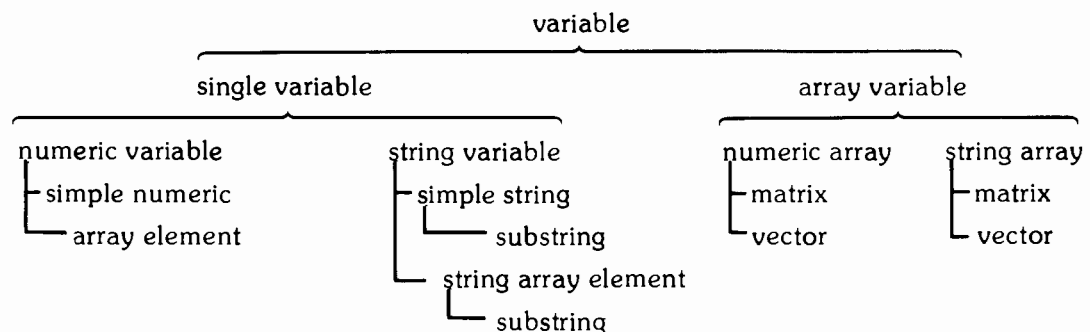 variable
single variable array variable
numeric variable string variable numeric array string array
simple numeric simple string matrix matrix
array element substring vector vector
string array element
substring